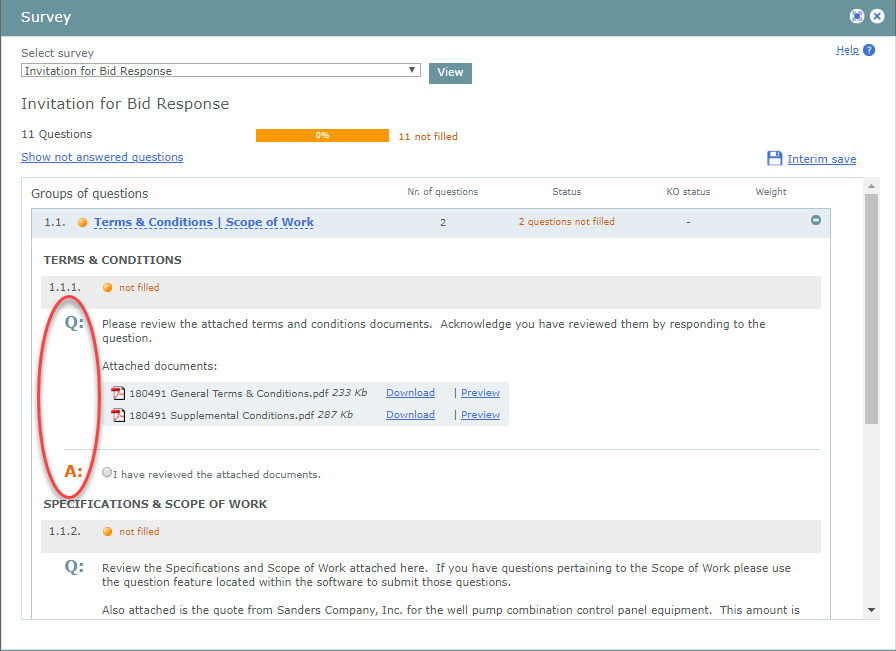 Survey
Help ?
Select survey
Invitation for Bid Response
View
Invitation for Bid Response
11 Questions
0%
11 not filled
Show not answered questions
Interim save
Groups of questions Nr. of questions Status KO status Weight
1.1. Terms & Conditions | Scope of Work 2 2 questions not filled -
TERMS & CONDITIONS
1.1.1. not filled
Q: Please review the attached terms and conditions documents. Acknowledge you have reviewed them by responding to the
question.
Attached documents:
180491 General Terms & Conditions.pdf 233 Kb Download | Preview
180491 Supplemental Conditions.pdf 287 Kb Download | Preview
A: I have reviewed the attached documents.
SPECIFICATIONS & SCOPE OF WORK
1.1.2. not filled
Q: Review the Specifications and Scope of Work attached here. If you have questions pertaining to the Scope of Work please use
the question feature located within the software to submit those questions.
Also attached is the quote from Sanders Company, Inc. for the well pump combination control panel equipment. This amount is